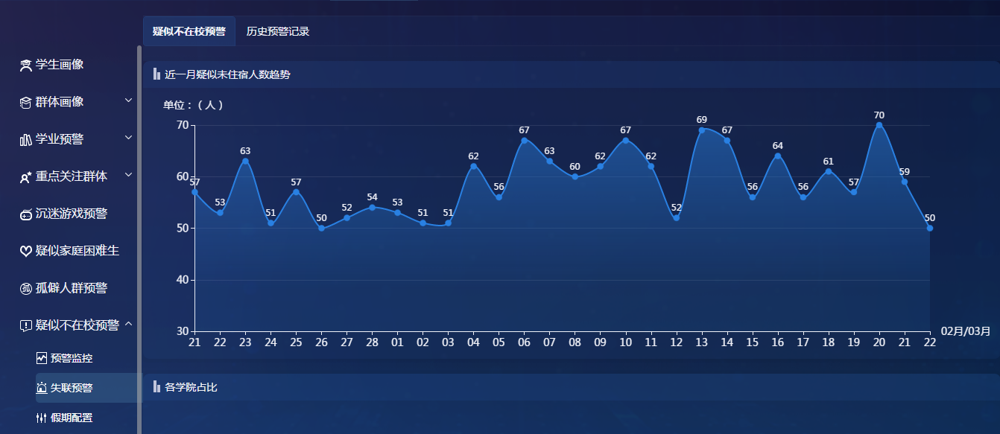 疑似不在校预警 历史预警记录
学生画像
群体画像
学业预警
重点关注群体
沉迷游戏预警
疑似家庭困难生
孤僻人群预警
疑似不在校预警
预警监控
失联预警
假期配置
近一月疑似未住宿人数趋势
单位：（人）
70
60
50
40
30
57 53 63 51 57 50 52 54 53 51 51 62 56 67 63 60 62 67 62 52 69 67 56 64 56 61 57 70 59 50
21 22 23 24 25 26 27 28 01 02 03 04 05 06 07 08 09 10 11 12 13 14 15 16 17 18 19 20 21 22
02月/03月
各学院占比